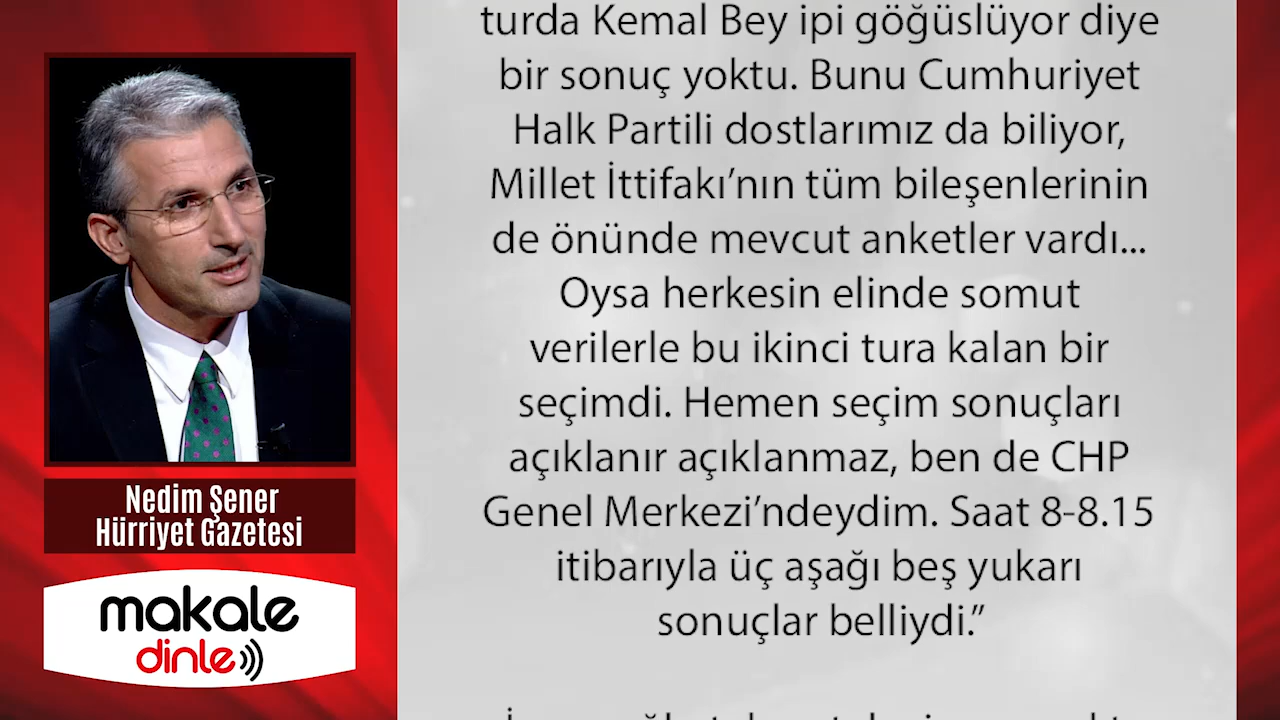 turda Kemal Bey ipi göğüslüyor diye
bir sonuç yoktu. Bunu Cumhuriyet
Halk Partili dostlarımız da biliyor,
Millet İttifakı’nın tüm bileşenlerinin
de önünde mevcut anketler vardı...
Oysa herkesin elinde somut
verilerle bu ikinci tura kalan bir
seçimdi. Hemen seçim sonuçları
açıklanır açıklanmaz, ben de CHP
Genel Merkezi’ndeydim. Saat 8-8.15
itibarıyla üç aşağı beş yukarı
sonuçlar belliydi.”
Nedim Şener
Hürriyet Gazetesi
makale
dinle